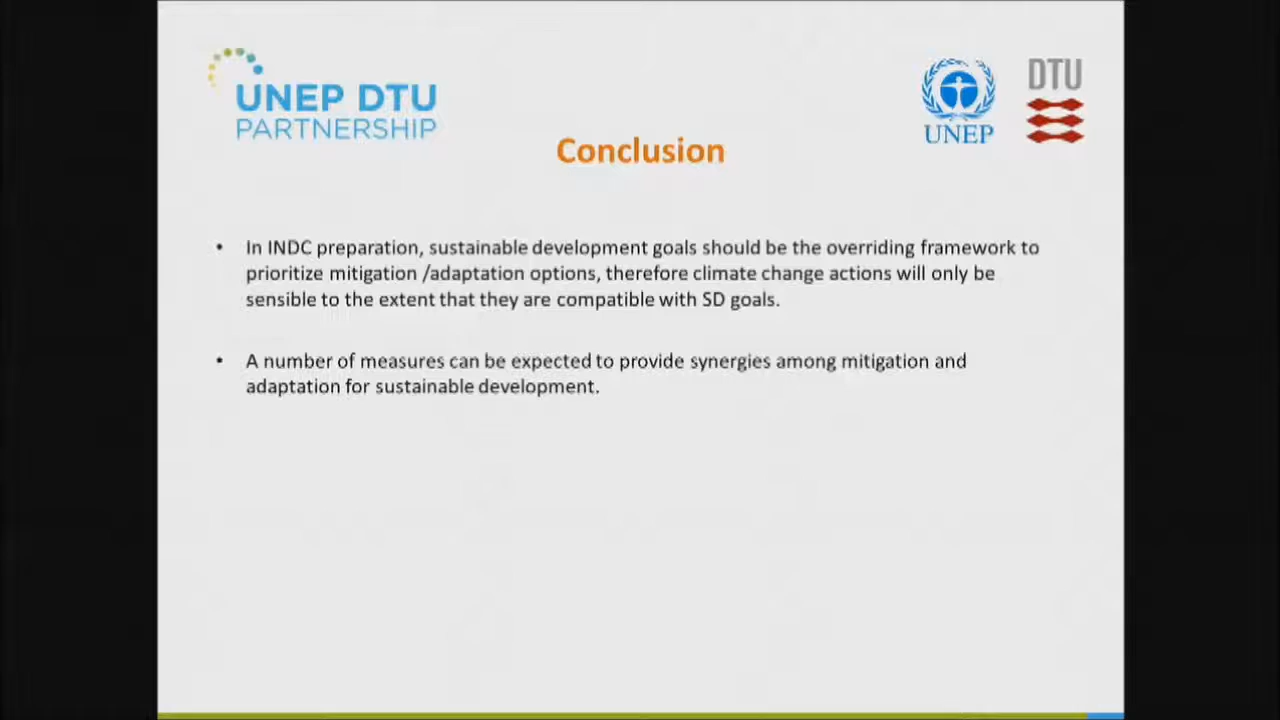 UNEP DTU
PARTNERSHIP
UNEP
DTU
Conclusion
• In INDC preparation, sustainable development goals should be the overriding framework to
prioritize mitigation /adaptation options, therefore climate change actions will only be
sensible to the extent that they are compatible with SD goals.
• A number of measures can be expected to provide synergies among mitigation and
adaptation for sustainable development.